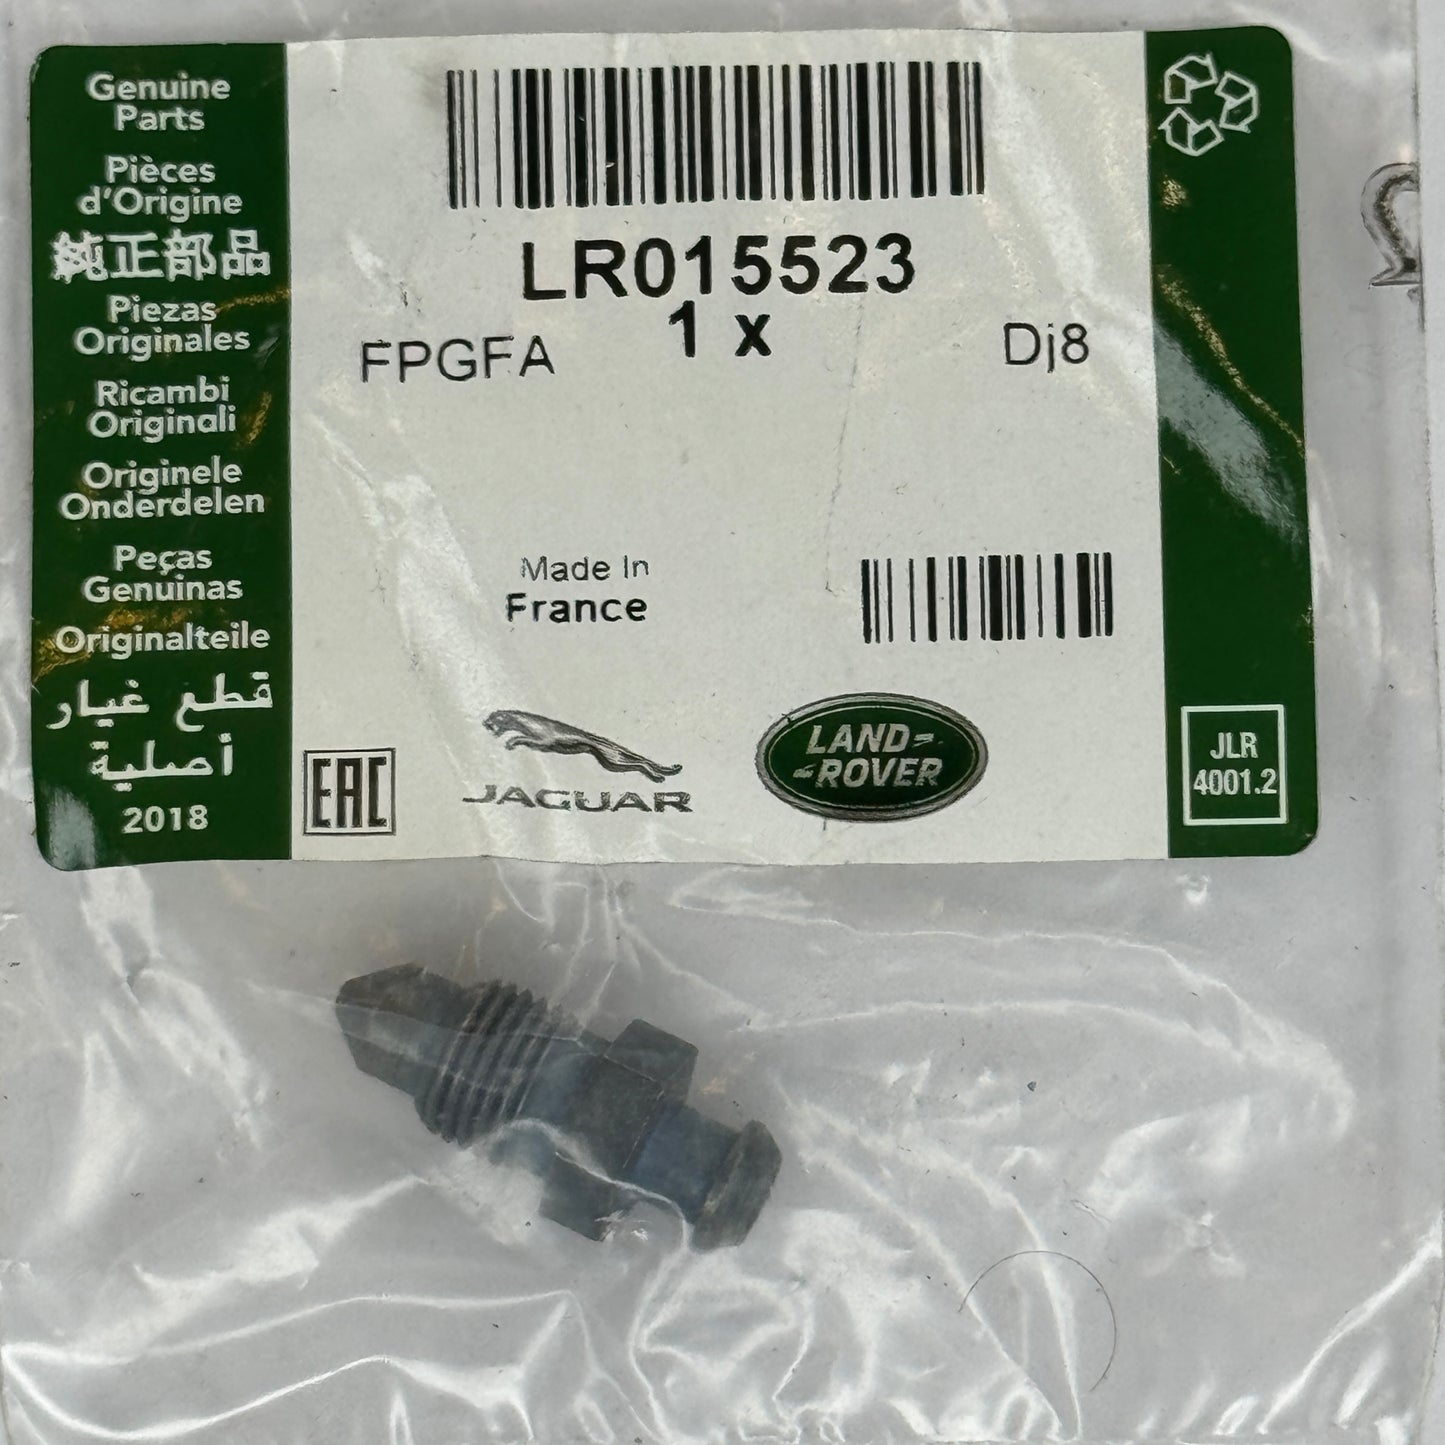 Genuine
Parts
Pièces
d'Origine
純正部品
Piezas
Originales
Ricambi
Originali
Originele
Onderdelen
Peças
Genuinas
Originalteile
قطع غيار
أصلية
2018
LR015523
1 x
FPGFA
Dj8
Made In
France
EAC
JAGUAR
LAND-
-ROVER
JLR
4001.2